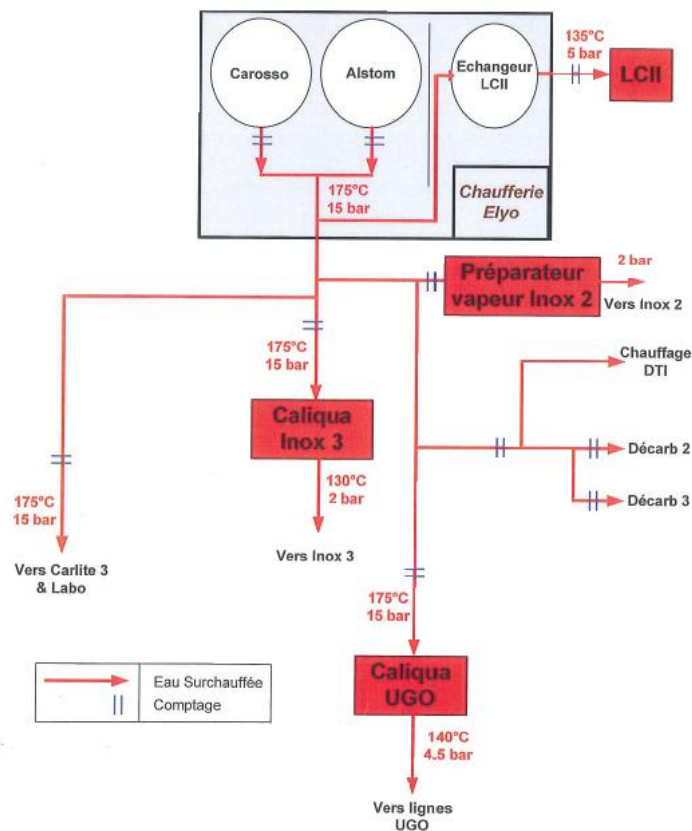 135°C
5 bar
Carosso
Alstom
Echangeur
LCII
LCII
175°C
15 bar
Chaufferie
Elyo
Préparateur
vapeur Inox 2
2 bar
Vers Inox 2
175°C
15 bar
Chauffage
DTI
Caliqua
Inox 3
Décarb 2
130°C
2 bar
Décarb 3
175°C
15 bar
Vers Inox 3
Vers Carlite 3
& Labo
175°C
15 bar
Caliqua
UGO
Eau Surchauffée
Comptage
140°C
4.5 bar
Vers lignes
UGO